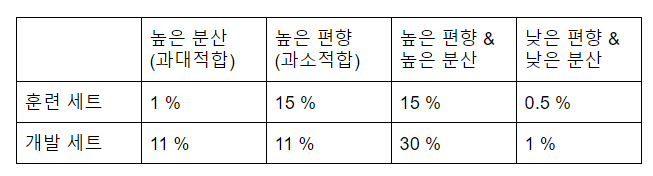 높은 분산 (과대적합) 높은 편향 (과소적합) 높은 편향 & 높은 분산 낮은 편향 & 낮은 분산
훈련 세트 1 % 15 % 15 % 0.5 %
개발 세트 11 % 11 % 30 % 1 %